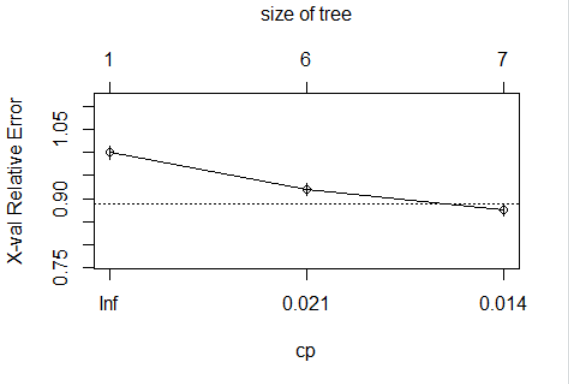 size of tree
1 6 7
X-val Relative Error
1.05
0.90
0.75
Inf 0.021 0.014
cp